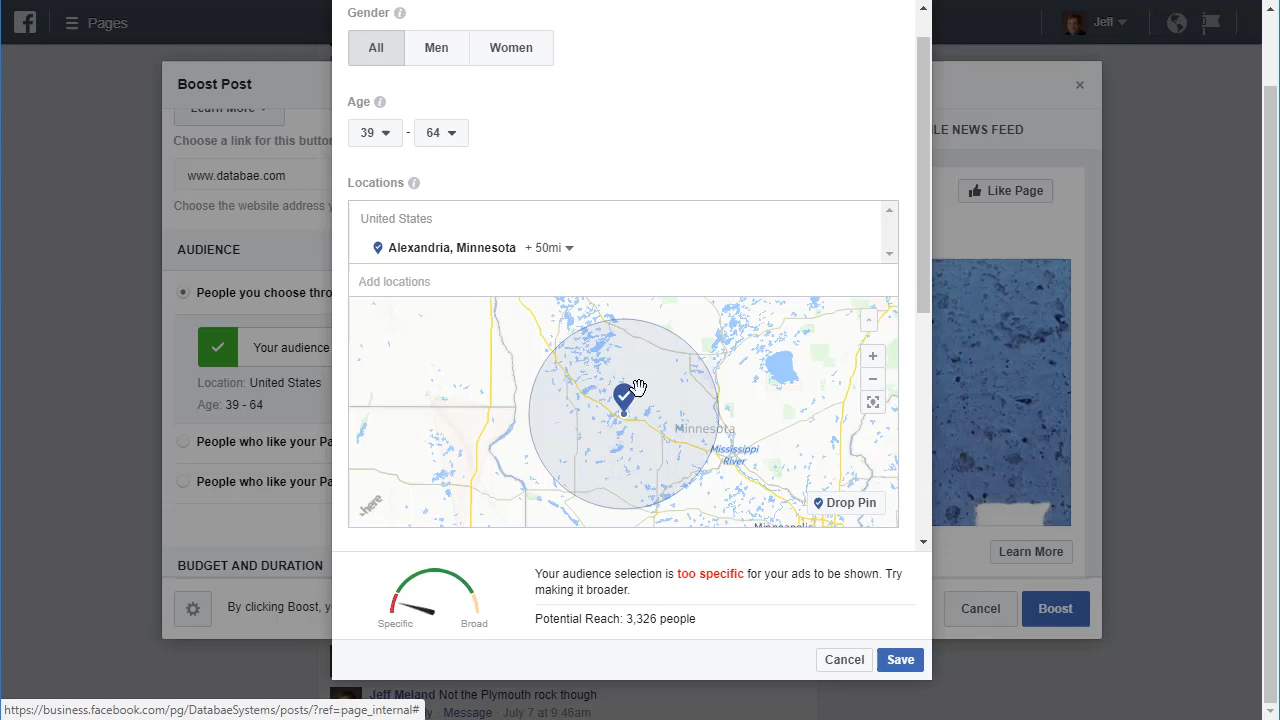 Pages
Jeff
Boost Post
×
Learn More
Choose a link for this button
www.databae.com
Choose the website address y
AUDIENCE
People you choose thro
Your audience
Location: United States
Age: 39 - 64
People who like your Pa
People who like your Pa
BUDGET AND DURATION
By clicking Boost, y
Cancel
Boost
Gender
All
Men
Women
Age
39
-
64
Locations
United States
Alexandria, Minnesota + 50mi
Add locations
Minnesota
Mississippi
River
Minneapolis
here
Drop Pin
Specific
Broad
Your audience selection is too specific for your ads to be shown. Try
making it broader.
Potential Reach: 3,326 people
Cancel
Save
LE NEWS FEED
Like Page
Learn More
Jeff Meland Not the Plymouth rock though
Message · July 7 at 9:46am
https://business.facebook.com/pg/DatabaeSystems/posts/?ref=page_internal#